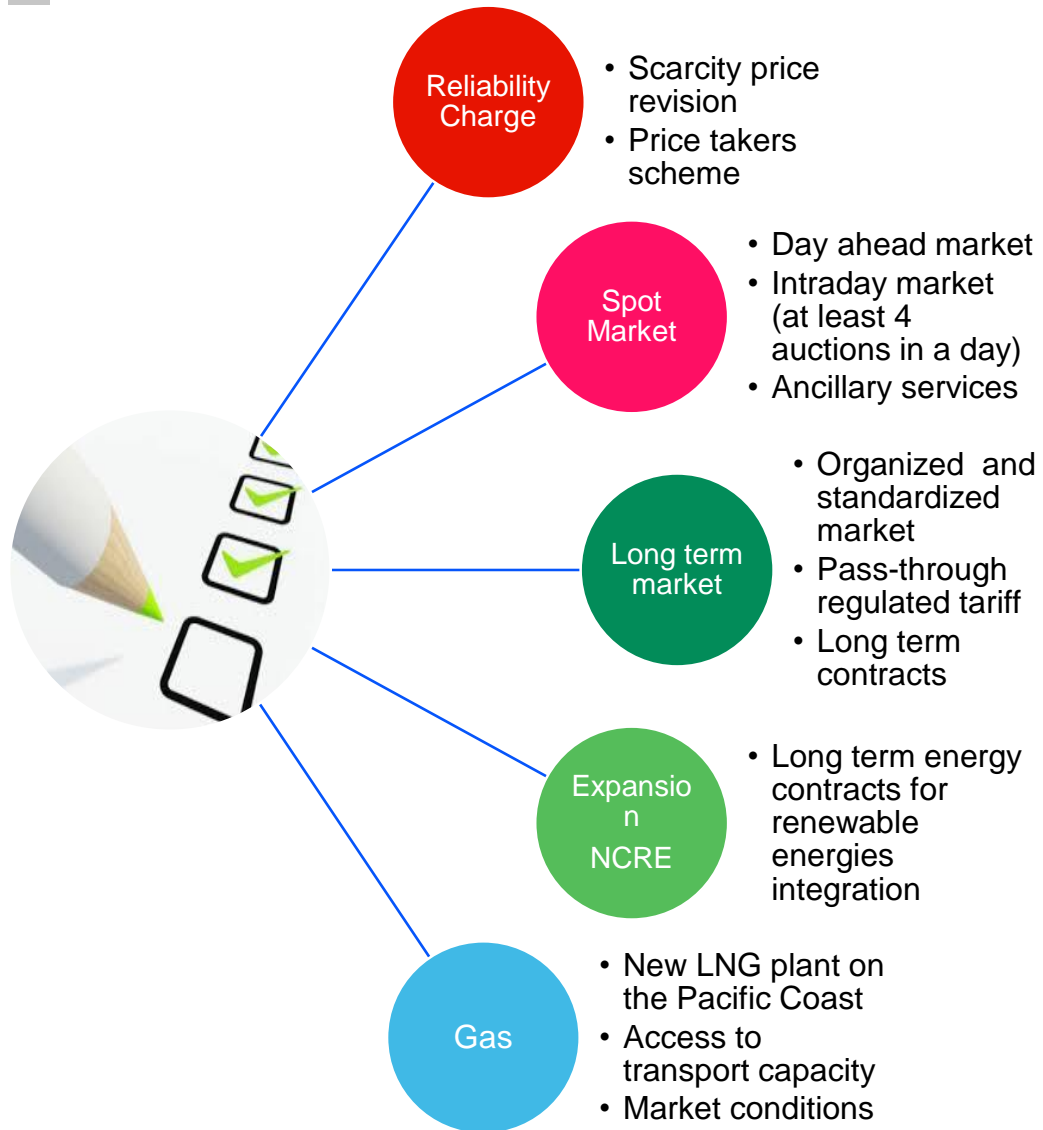 Reliability
Charge
• Scarcity price
revision
• Price takers
scheme
Spot
Market
• Day ahead market
• Intraday market
(at least 4
auctions in a day)
• Ancillary services
Long term
market
• Organized and
standardized
market
• Pass-through
regulated tariff
• Long term
contracts
Expansio
n
NCRE
• Long term energy
contracts for
renewable
energies
integration
Gas
• New LNG plant on
the Pacific Coast
• Access to
transport capacity
• Market conditions